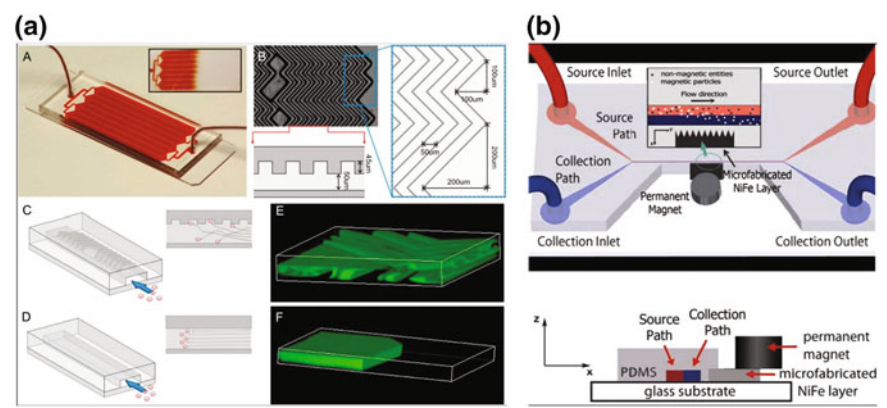 (a)
A
B
100um
100um
50um
200um
200um
45um
50um
C
D
E
F
(b)
Source Inlet
Source Outlet
non-magnetic entities
magnetic particles
Flow direction
Source
Path
Collection
Path
Microfabricated
NiFe Layer
Permanent
Magnet
Collection Inlet
Collection Outlet
z
x
Source
Path
Collection
Path
permanent
magnet
PDMS
microfabricated
NiFe layer
glass substrate